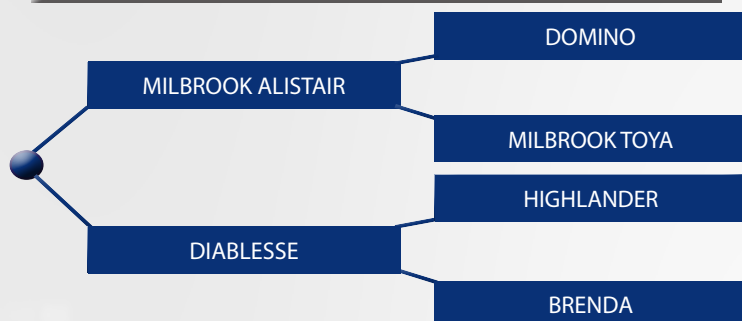 DOMINO
MILBROOK ALISTAIR
MILBROOK TOYA
HIGHLANDER
DIABLESSE
BRENDA